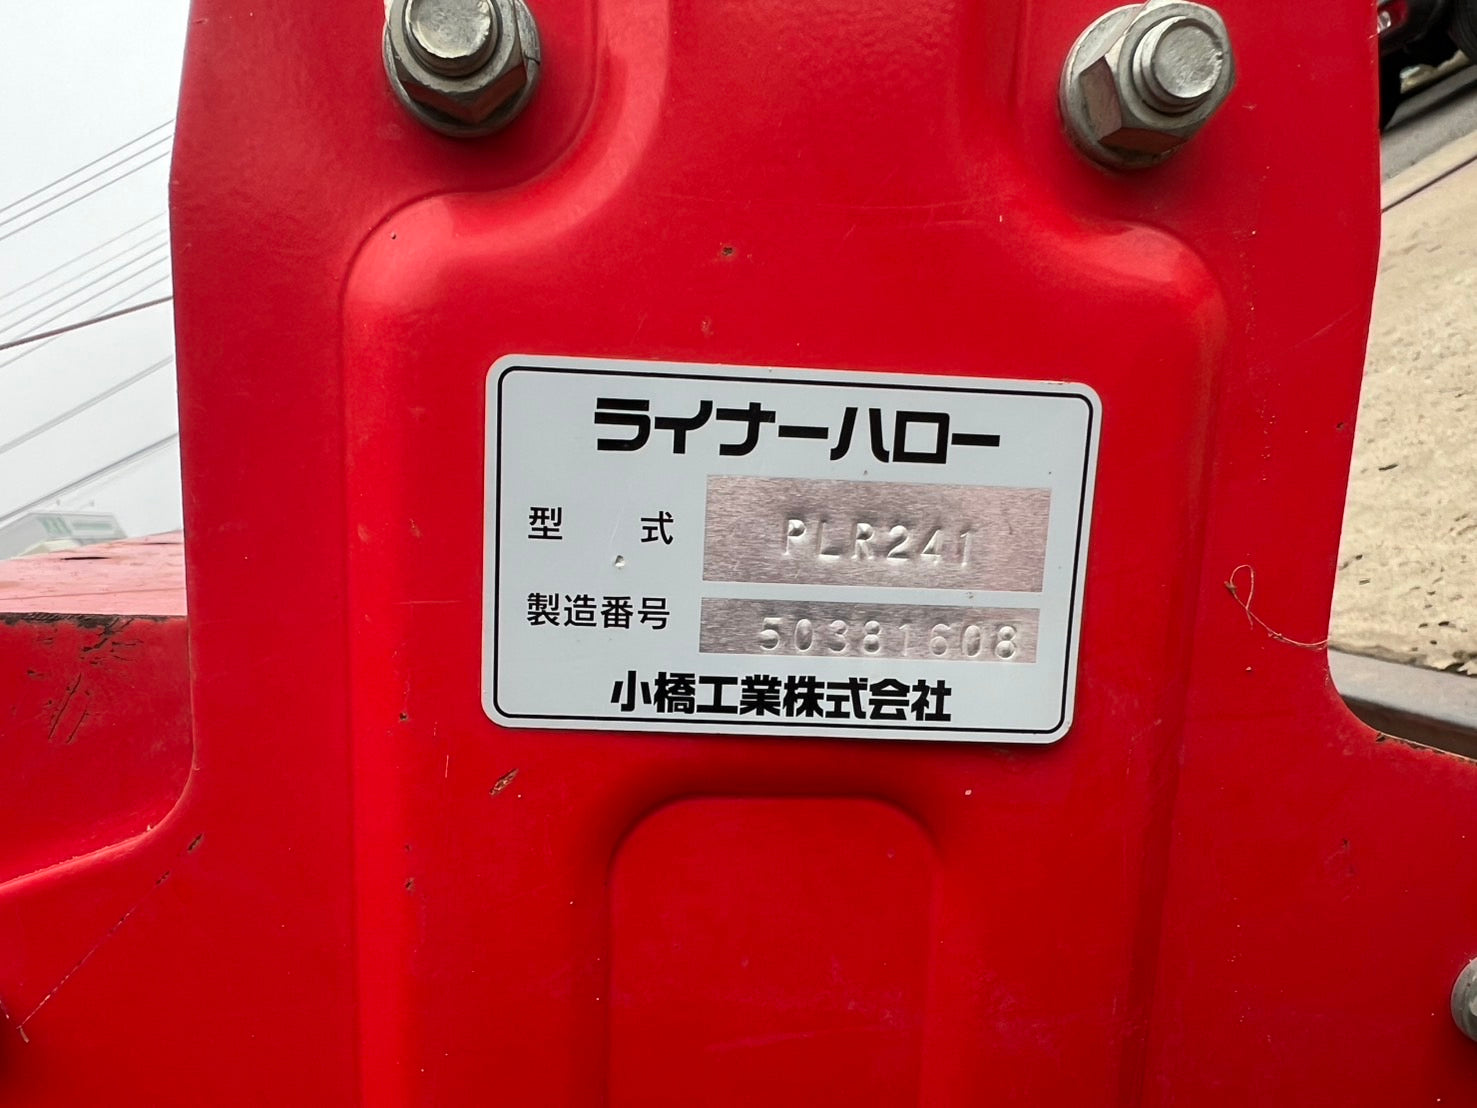 ライナーハロー
型式 PLR241
製造番号 50381608
小橋工業株式会社